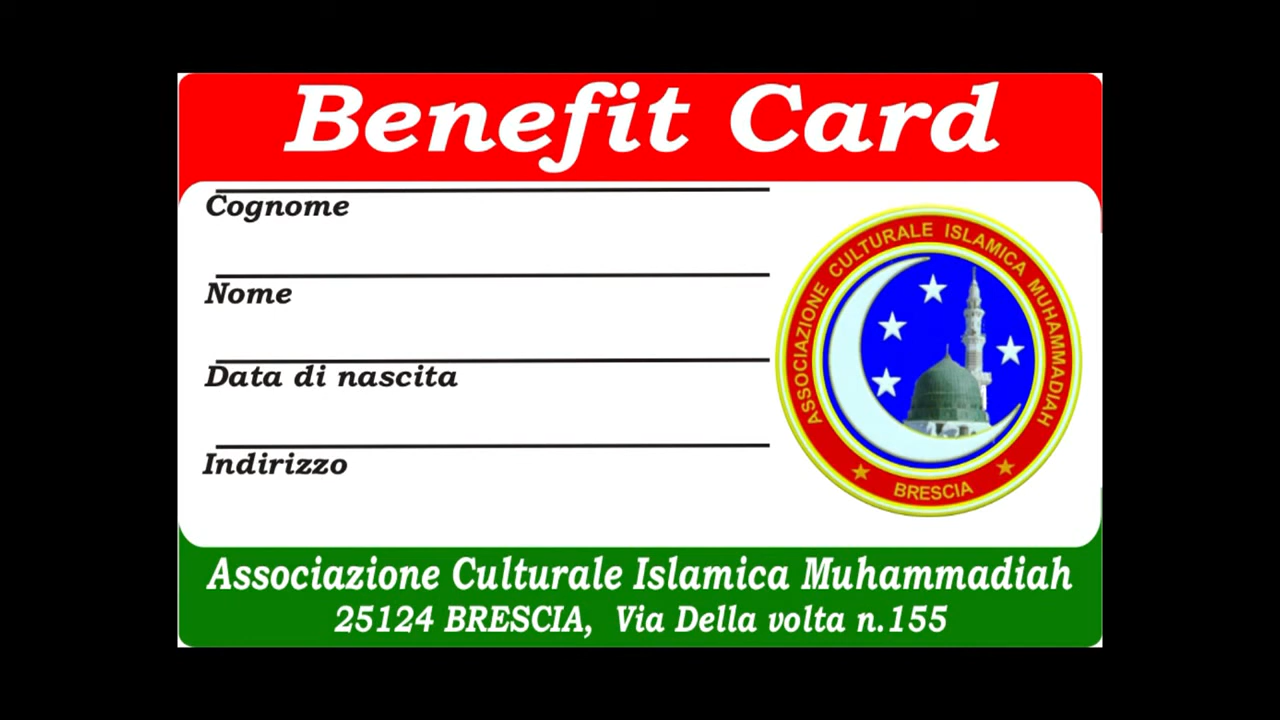 Benefit Card
Cognome
Nome
Data di nascita
Indirizzo
ASSOCIAZIONE CULTURALE ISLAMICA MUHAMMADIAH
BRESCIA
Associazione Culturale Islamica Muhammadiah
25124 BRESCIA, Via Della volta n.155